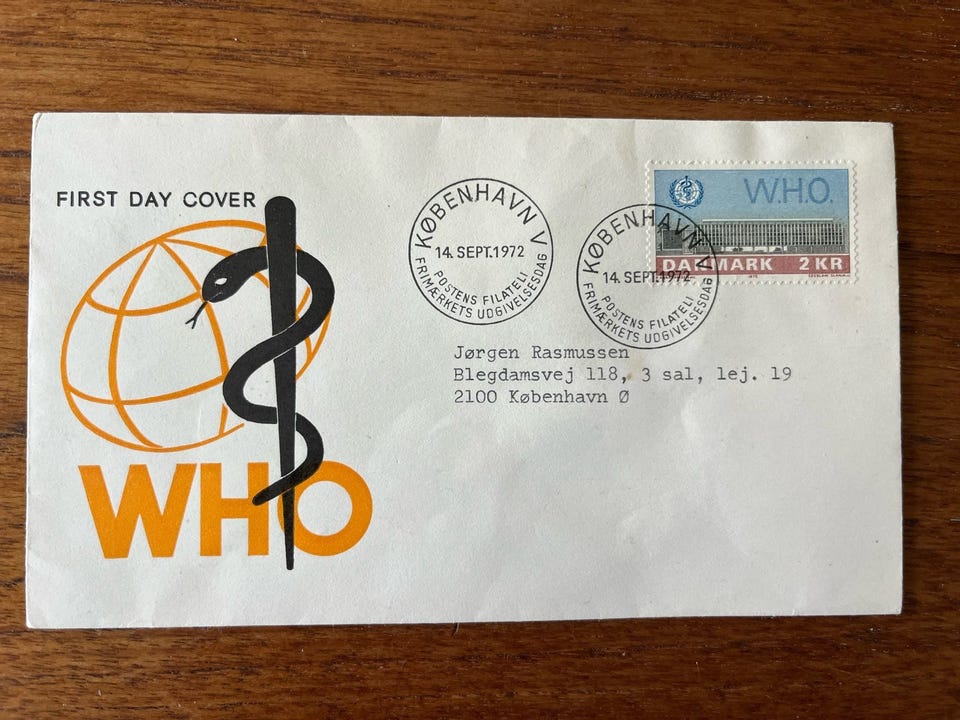 FIRST DAY COVER
WHO
KØBENHAVN V
14. SEPT.1972
POSTENS FILATELI
FRIMÆRKETS UDGIVELSESDAG
KØBENHAVN V
14. SEPT.1972
POSTENS FILATELI
FRIMÆRKETS UDGIVELSESDAG
W.H.O.
DANMARK 2 KR
Jørgen Rasmussen
Blegdamsvej 118, 3 sal, lej. 19
2100 København Ø